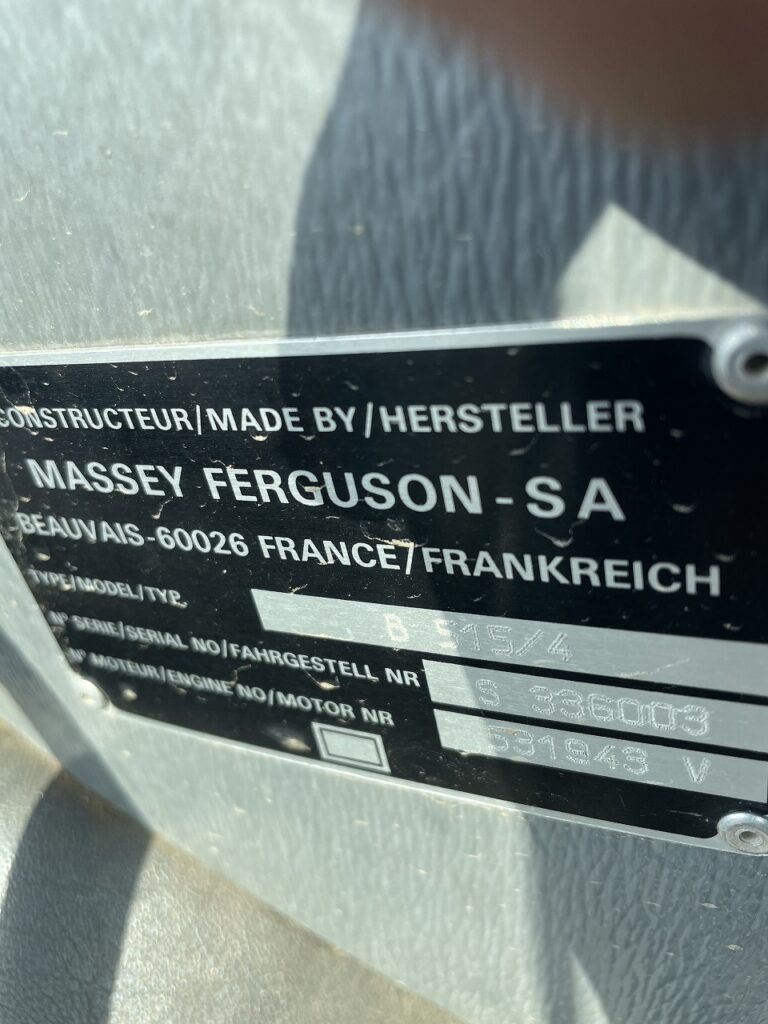 CONSTRUCTEUR/MADE BY/HERSTELLER
MASSEY FERGUSON-SA
BEAUVAIS-60026 FRANCE/FRANKREICH
TYPE/MODEL/TYP. B S15/4
N° SERIE/SERIAL NO/FAHRGESTELL NR S 336003
N° MOTEUR/ENGINE NO/MOTOR NR 531943 V